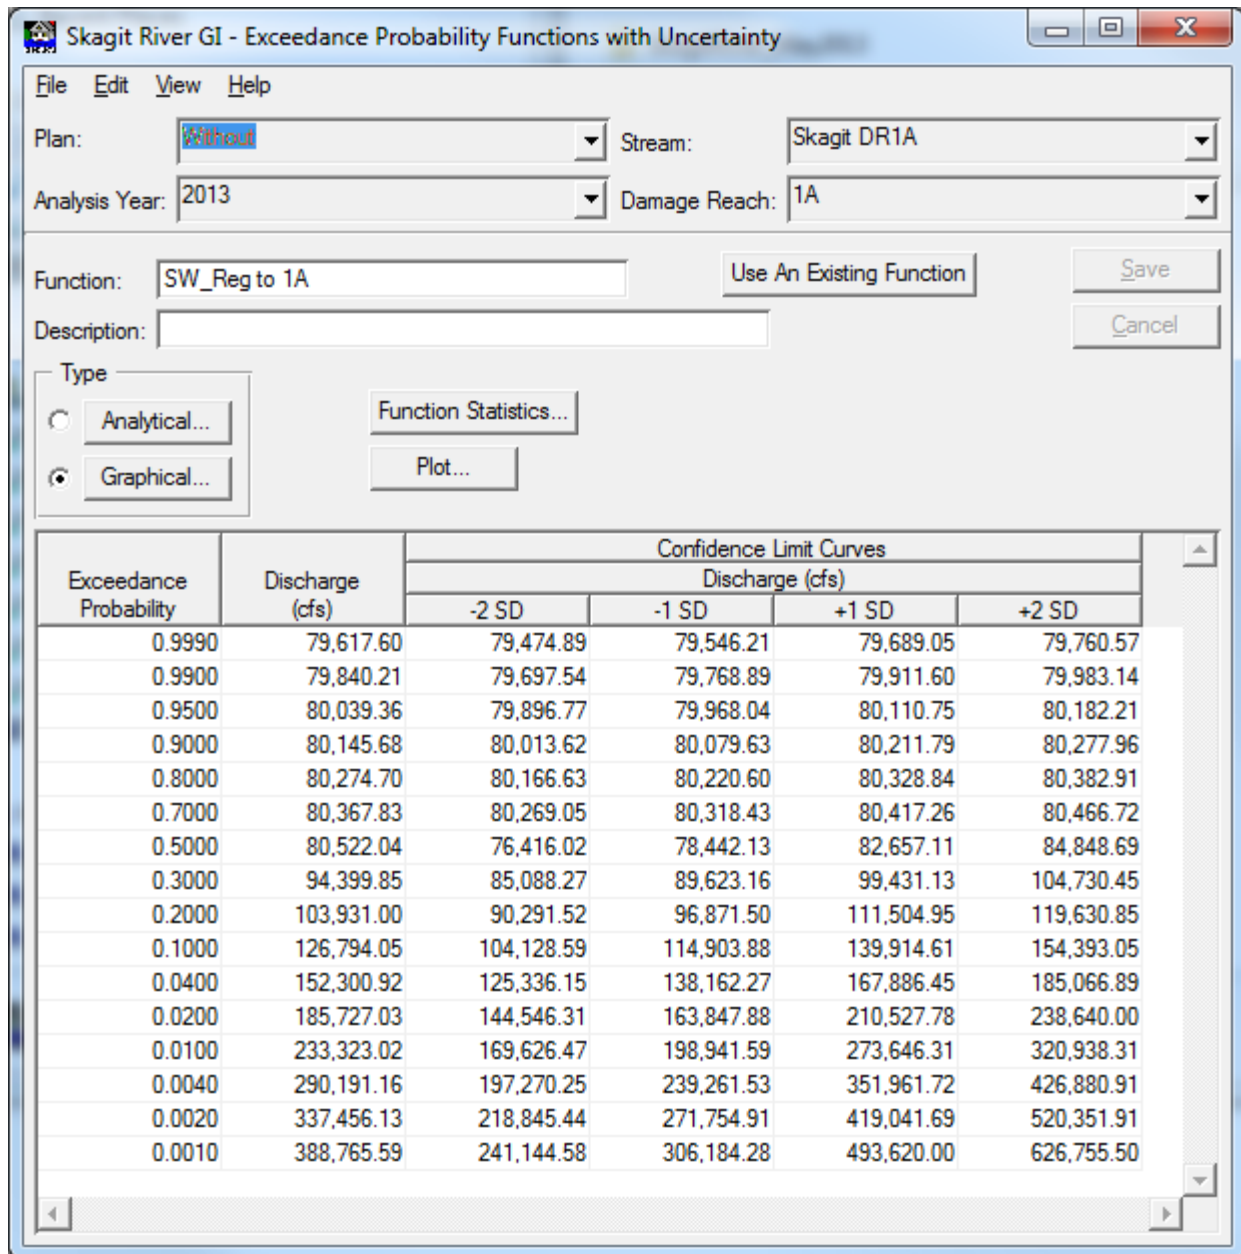 Skagit River GI - Exceedance Probability Functions with Uncertainty
File Edit View Help
Plan: Without Stream: Skagit DR1A
Analysis Year: 2013 Damage Reach: 1A
Function: SW_Reg to 1A Use An Existing Function Save
Description: Cancel
Type
Analytical... Function Statistics...
Graphical... Plot...
Confidence Limit Curves
Exceedance Discharge Discharge (cfs)
Probability (cfs) -2 SD -1 SD +1 SD +2 SD
0.9990 79,617.60 79,474.89 79,546.21 79,689.05 79,760.57
0.9900 79,840.21 79,697.54 79,768.89 79,911.60 79,983.14
0.9500 80,039.36 79,896.77 79,968.04 80,110.75 80,182.21
0.9000 80,145.68 80,013.62 80,079.63 80,211.79 80,277.96
0.8000 80,274.70 80,166.63 80,220.60 80,328.84 80,382.91
0.7000 80,367.83 80,269.05 80,318.43 80,417.26 80,466.72
0.5000 80,522.04 76,416.02 78,442.13 82,657.11 84,848.69
0.3000 94,399.85 85,088.27 89,623.16 99,431.13 104,730.45
0.2000 103,931.00 90,291.52 96,871.50 111,504.95 119,630.85
0.1000 126,794.05 104,128.59 114,903.88 139,914.61 154,393.05
0.0400 152,300.92 125,336.15 138,162.27 167,886.45 185,066.89
0.0200 185,727.03 144,546.31 163,847.88 210,527.78 238,640.00
0.0100 233,323.02 169,626.47 198,941.59 273,646.31 320,938.31
0.0040 290,191.16 197,270.25 239,261.53 351,961.72 426,880.91
0.0020 337,456.13 218,845.44 271,754.91 419,041.69 520,351.91
0.0010 388,765.59 241,144.58 306,184.28 493,620.00 626,755.50